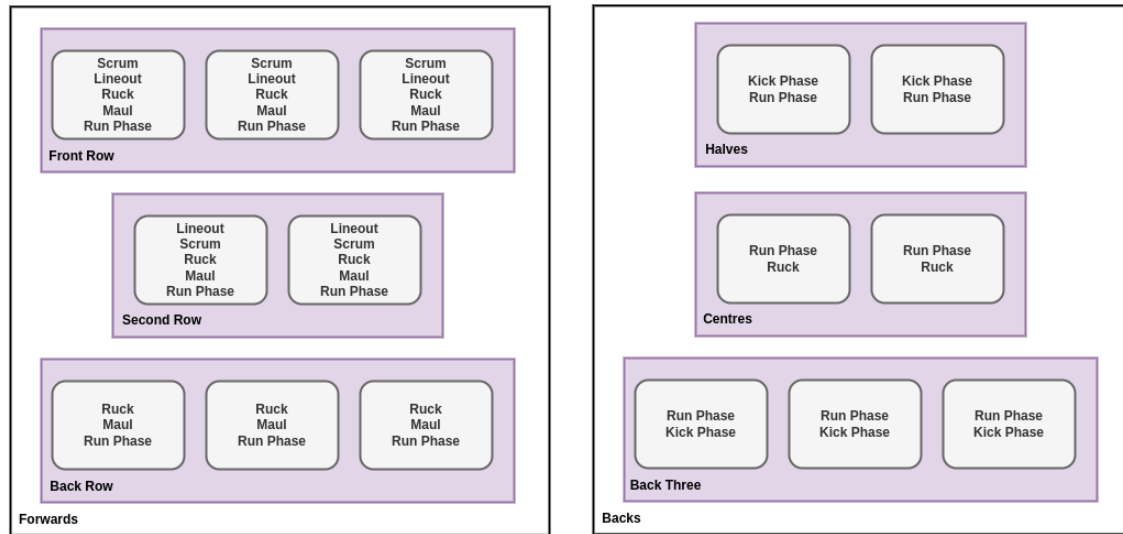 Scrum
Lineout
Ruck
Maul
Run Phase
Scrum
Lineout
Ruck
Maul
Run Phase
Scrum
Lineout
Ruck
Maul
Run Phase
Front Row
Lineout
Scrum
Ruck
Maul
Run Phase
Lineout
Scrum
Ruck
Maul
Run Phase
Second Row
Ruck
Maul
Run Phase
Ruck
Maul
Run Phase
Ruck
Maul
Run Phase
Back Row
Forwards
Kick Phase
Run Phase
Kick Phase
Run Phase
Halves
Run Phase
Ruck
Run Phase
Ruck
Centres
Run Phase
Kick Phase
Run Phase
Kick Phase
Run Phase
Kick Phase
Back Three
Backs